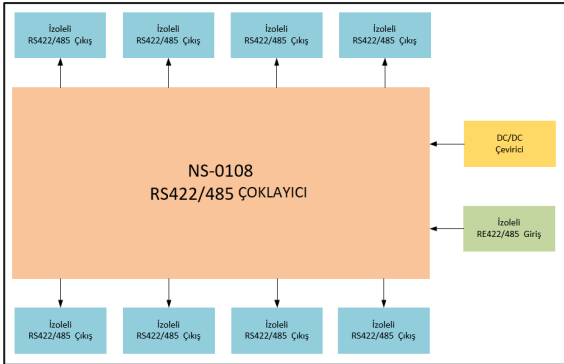 İzoleli
RS422/485 Çıkış
İzoleli
RS422/485 Çıkış
İzoleli
RS422/485 Çıkış
İzoleli
RS422/485 Çıkış
NS-0108
RS422/485 ÇOKLAYICI
DC/DC
Çevirici
İzoleli
RE422/485 Giriş
İzoleli
RS422/485 Çıkış
İzoleli
RS422/485 Çıkış
İzoleli
RS422/485 Çıkış
İzoleli
RS422/485 Çıkış